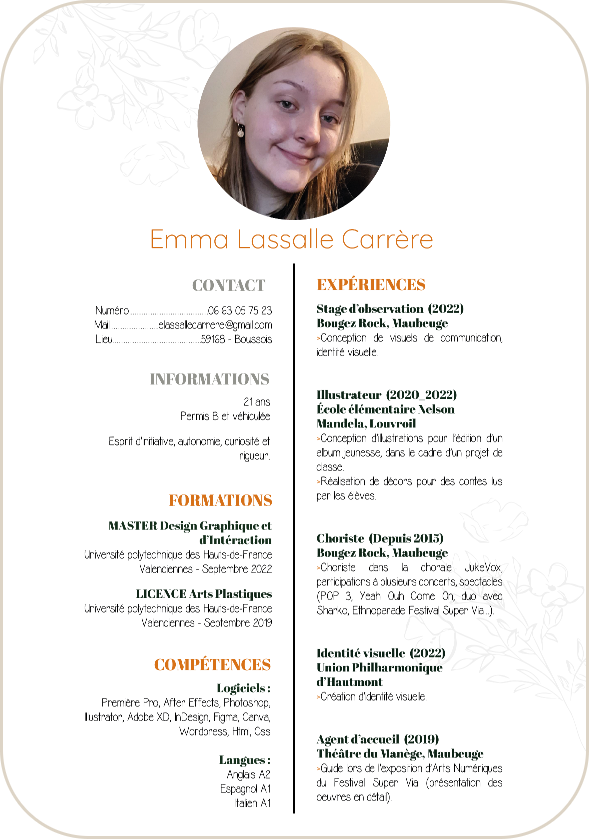 Emma Lassalle Carrère
CONTACT
Numéro......................................06 63 05 75 23
Mail......................elassallecarrere@gmail.com
Lieu..........................................59168 - Boussois
INFORMATIONS
21 ans
Permis B et véhiculée
Esprit d'initiative, autonomie, curiosité et
rigueur.
FORMATIONS
MASTER Design Graphique et
d'Intéraction
Université polytechnique des Hauts-de-France
Valenciennes - Septembre 2022
LICENCE Arts Plastiques
Université polytechnique des Hauts-de-France
Valenciennes - Septembre 2019
COMPÉTENCES
Logiciels :
Première Pro, After Effects, Photoshop,
Illustrator, Adobe XD, InDesign, Figma, Canva,
Wordpress, Html, Css
Langues :
Anglais A2
Espagnol A1
Italien A1
EXPÉRIENCES
Stage d'observation (2022)
Bougez Rock, Maubeuge
>Conception de visuels de communication,
identité visuelle.
Illustrateur (2020_2022)
École élémentaire Nelson
Mandela, Louvroil
>Conception d'illustrations pour l'écrion d'un
album jeunesse, dans le cadre d'un projet de
classe.
>Réalisation de décors pour des contes lus
par les élèves.
Choriste (Depuis 2015)
Bougez Rock, Maubeuge
>Choriste dans la chorale JukeVox,
participations à plusieurs concerts, spectacles
(POP 3, Yeah Ouh Come On, duo avec
Sharko, Ethnoparade Festival Super Via...).
Identité visuelle (2022)
Union Philharmonique
d'Hautmont
>Création d'identité visuelle
Agent d'accueil (2019)
Théâtre du Manège, Maubeuge
>Guide lors de l'exposition d'Arts Numériques
du Festival Super Via (présentation des
oeuvres en détail).